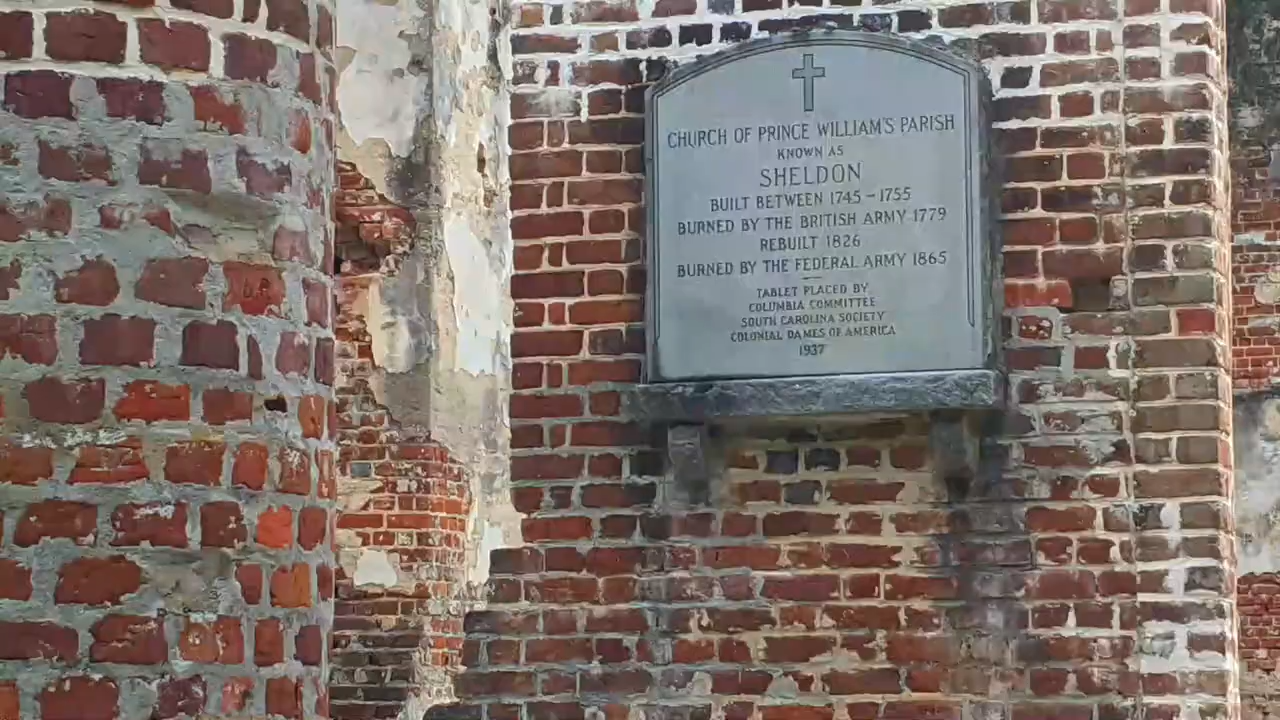 CHURCH OF PRINCE WILLIAM'S PARISH
KNOWN AS
SHELDON
BUILT BETWEEN 1745 – 1755
BURNED BY THE BRITISH ARMY 1779
REBUILT 1826
BURNED BY THE FEDERAL ARMY 1865
TABLET PLACED BY
COLUMBIA COMMITTEE
SOUTH CAROLINA SOCIETY
COLONIAL DAMES OF AMERICA
1937